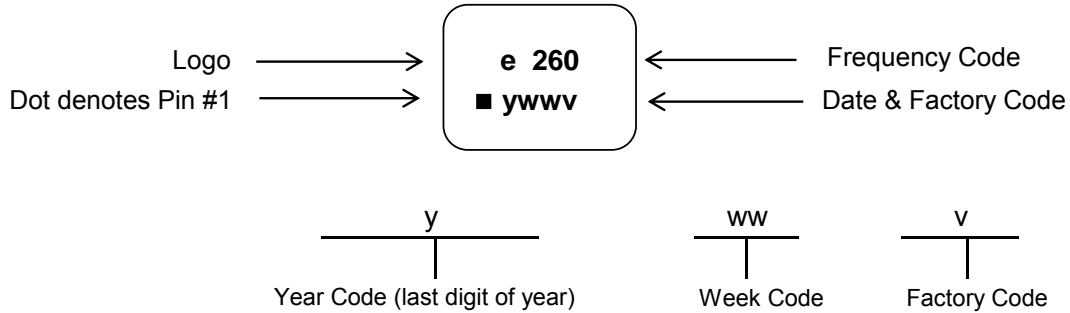 Logo
e 260
Frequency Code
Dot denotes Pin #1
■ ywwv
Date & Factory Code
y
ww
v
Year Code (last digit of year)
Week Code
Factory Code